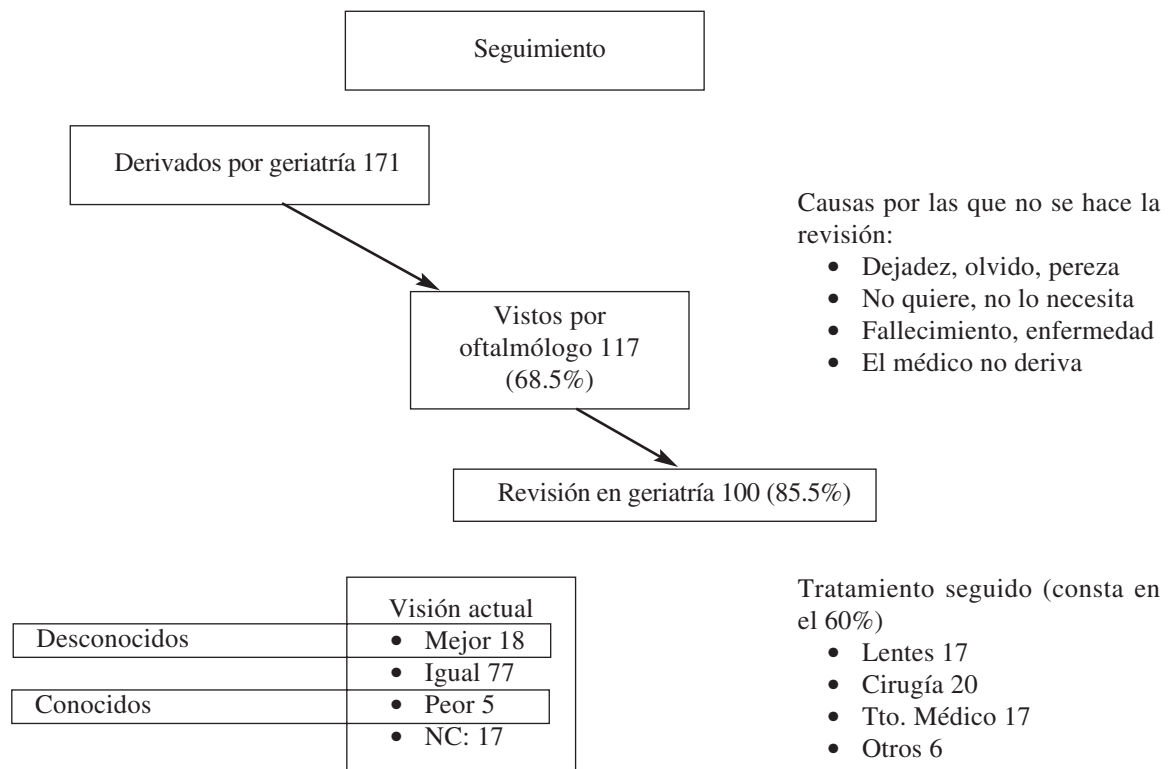 Seguimiento
Derivados por geriatría 171
Causas por las que no se hace la
revisión:
• Dejadez, olvido, pereza
• No quiere, no lo necesita
• Fallecimiento, enfermedad
• El médico no deriva
Vistos por
oftalmólogo 117
(68.5%)
Revisión en geriatría 100 (85.5%)
Visión actual
Desconocidos
• Mejor 18
• Igual 77
Conocidos
• Peor 5
• NC: 17
Tratamiento seguido (consta en
el 60%)
• Lentes 17
• Cirugía 20
• Tto. Médico 17
• Otros 6